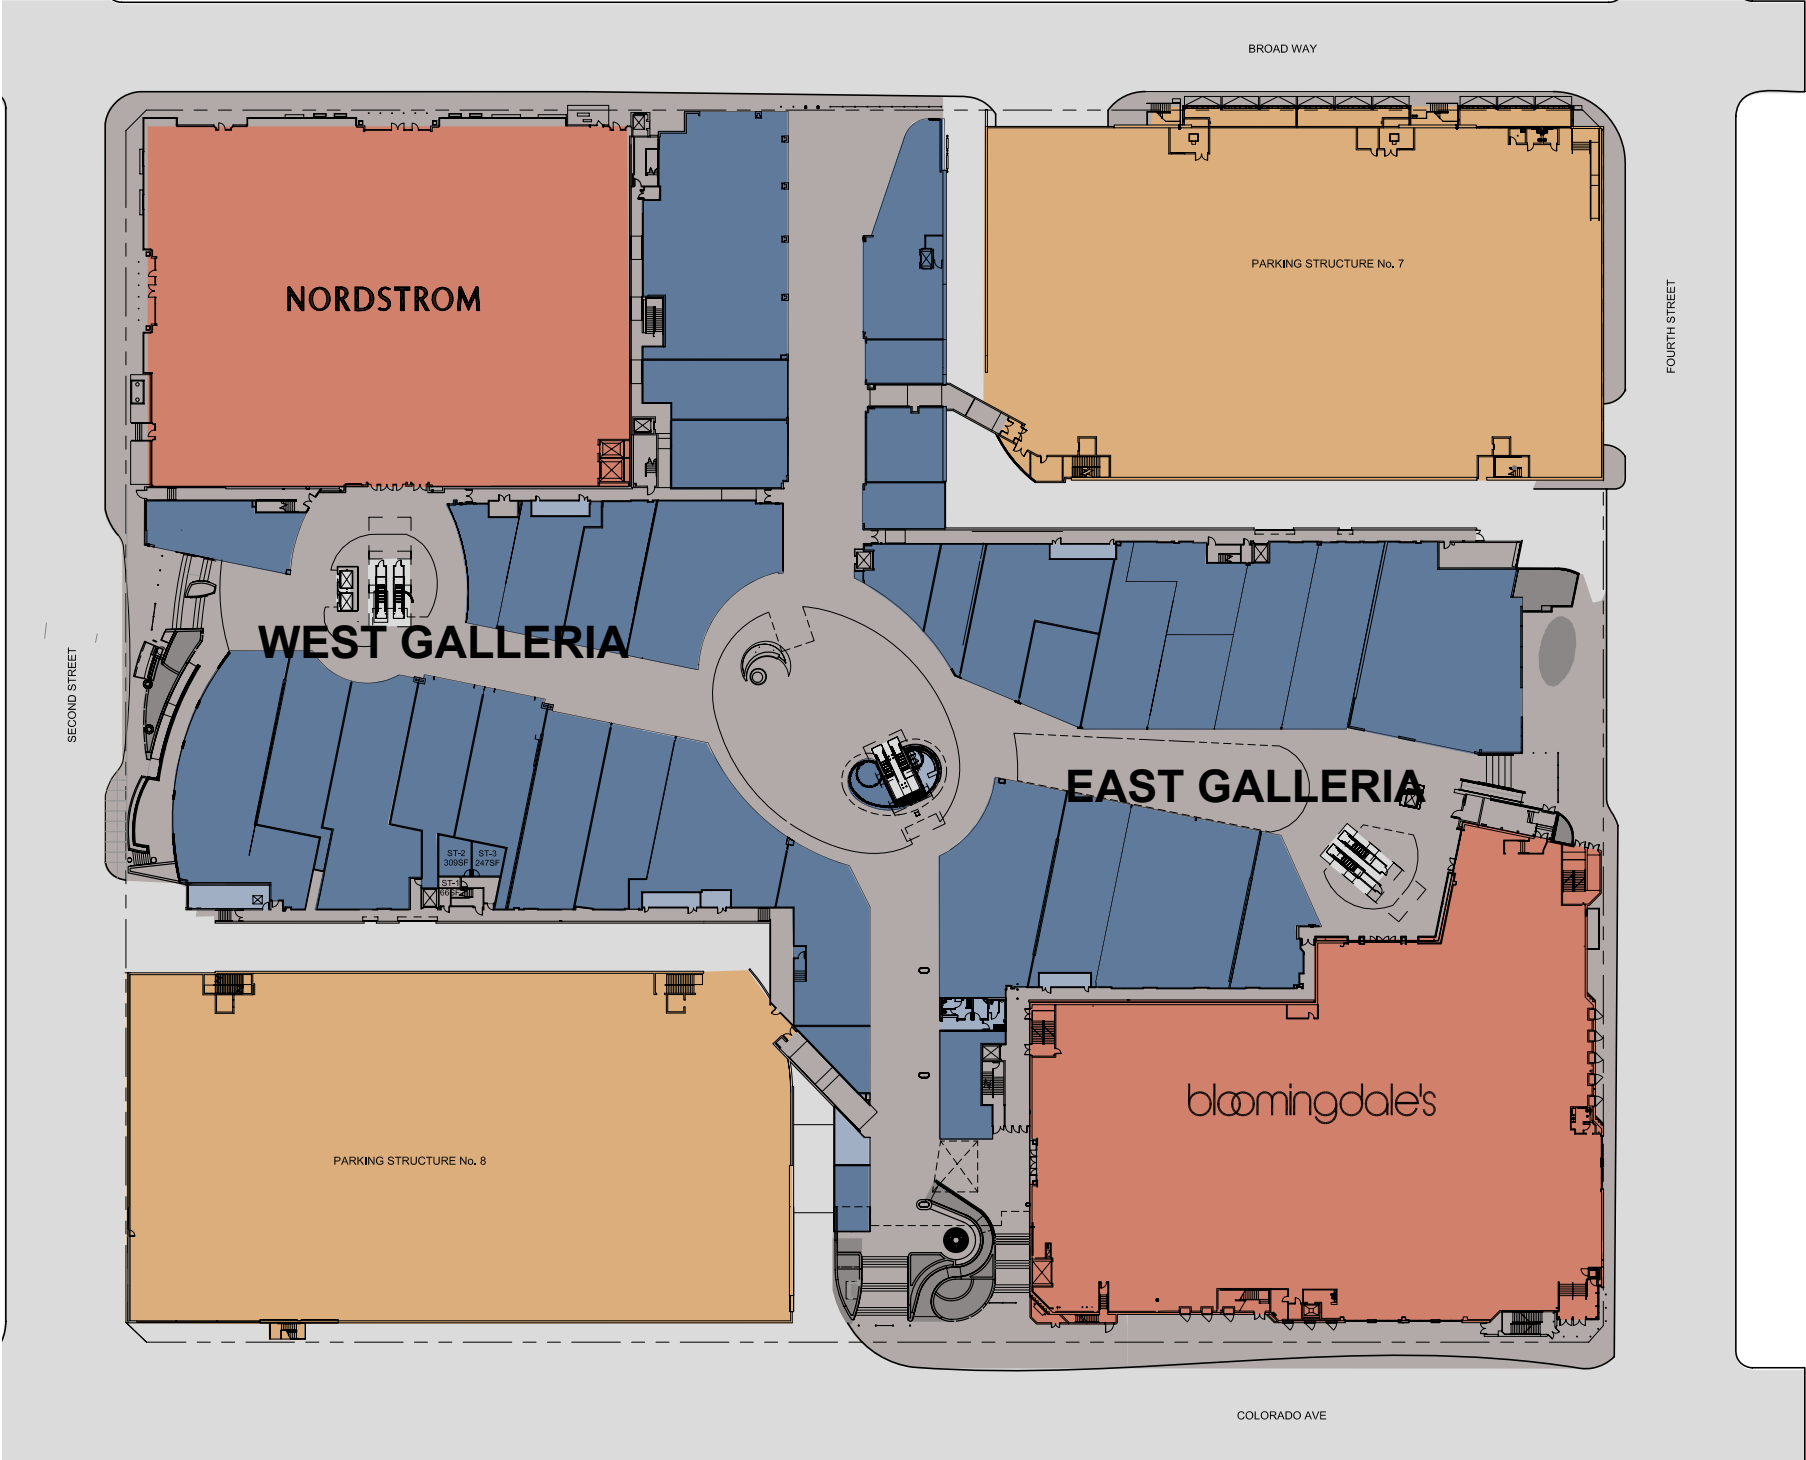 BROAD WAY
PARKING STRUCTURE No. 7
NORDSTROM
FOURTH STREET
WEST GALLERIA
SECOND STREET
EAST GALLERIA
ST-2
309SF
ST-3
247SF
ST-1
bloomingdale's
PARKING STRUCTURE No. 8
COLORADO AVE